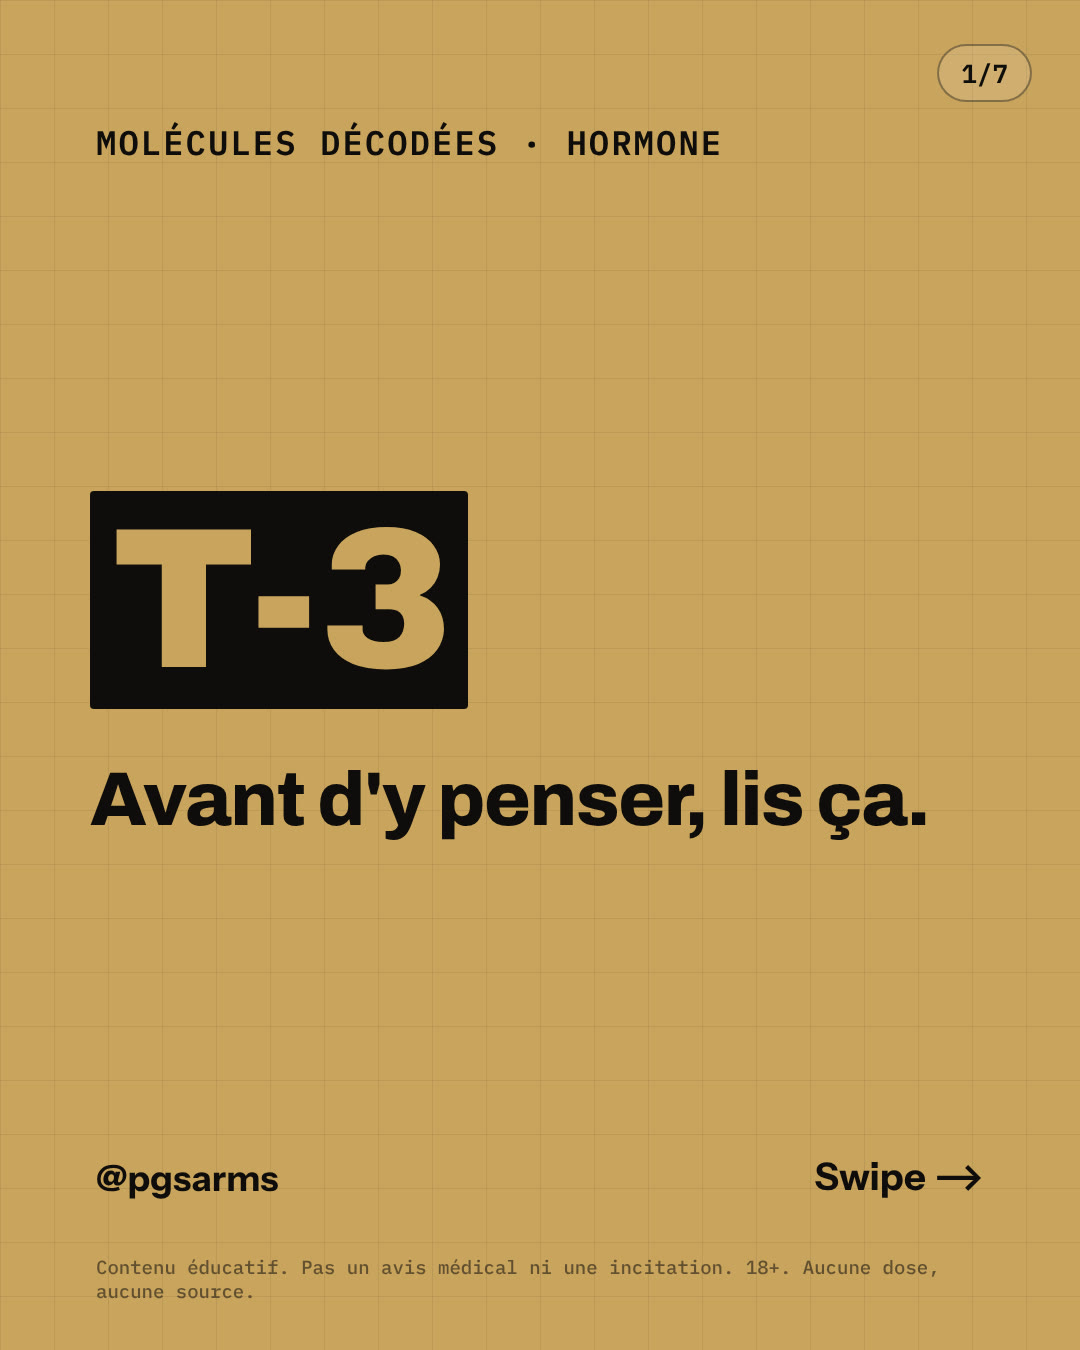 1/7
MOLÉCULES DÉCODÉES · HORMONE
T-3
Avant d'y penser, lis ça.
@pgsarms
Swipe →
Contenu éducatif. Pas un avis médical ni une incitation. 18+. Aucune dose,
aucune source.